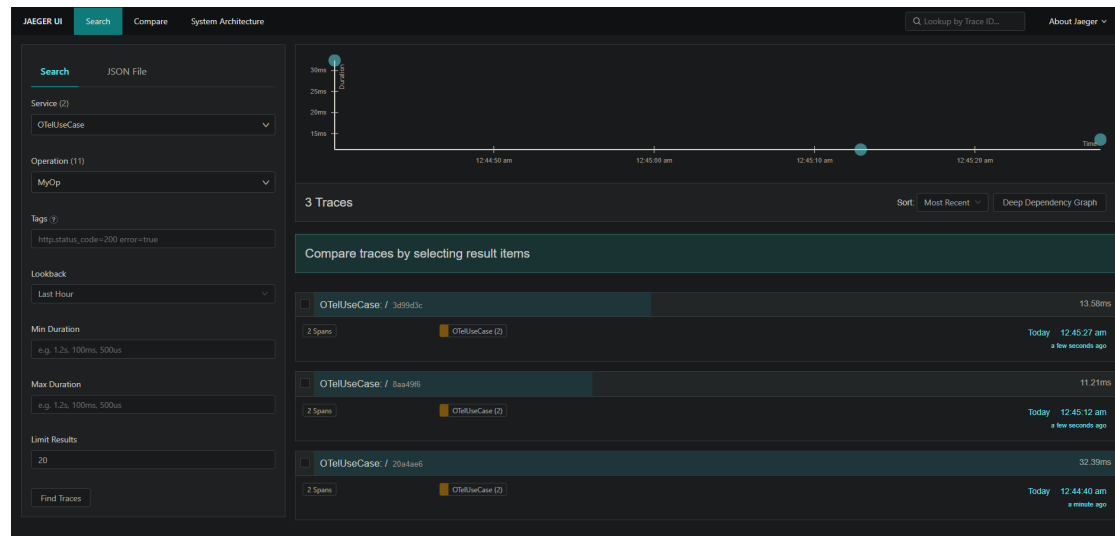 JAEGER UI Search Compare System Architecture Lookup by Trace ID... About Jaeger
Search JSON File
Service (2)
OTelUseCase
Operation (11)
MyOp
Tags ?
http.status_code=200 error=true
Lookback
Last Hour
Min Duration
e.g. 1.2s, 100ms, 500us
Max Duration
e.g. 1.2s, 100ms, 500us
Limit Results
20
Find Traces
Duration
30ms
25ms
20ms
15ms
Time
12:44:50 am 12:45:00 am 12:45:10 am 12:45:20 am
3 Traces Sort: Most Recent Deep Dependency Graph
Compare traces by selecting result items
OTelUseCase: / 3d99d3c 13.58ms
2 Spans OTelUseCase (2) Today 12:45:27 am
a few seconds ago
OTelUseCase: / 8aa49f6 11.21ms
2 Spans OTelUseCase (2) Today 12:45:12 am
a few seconds ago
OTelUseCase: / 20a4ae6 32.39ms
2 Spans OTelUseCase (2) Today 12:44:40 am
a minute ago